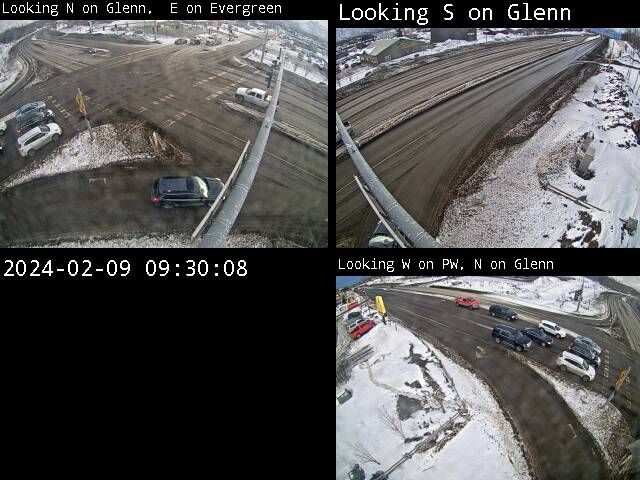 Looking N on Glenn,  E on Evergreen
Looking S on Glenn
2024-02-09 09:30:08
Looking W on PW, N on Glenn